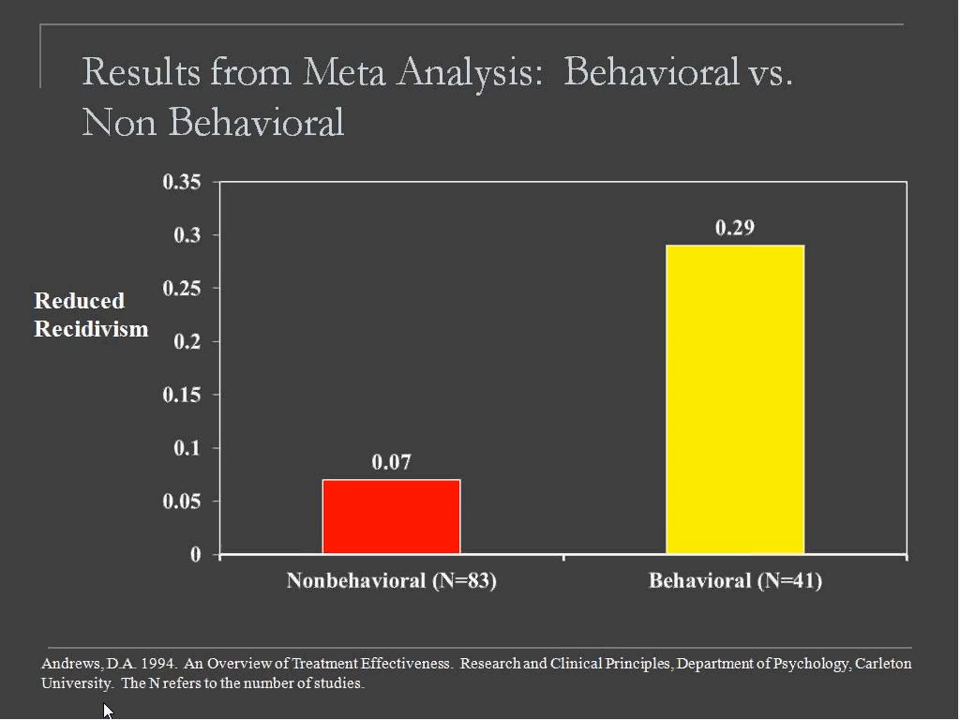 Results from Meta Analysis:  Behavioral vs.
Non Behavioral
0.35
0.3
0.25
0.2
0.15
0.1
0.05
0
Reduced
Recidivism
0.07
0.29
Nonbehavioral (N=83)
Behavioral (N=41)
Andrews, D.A. 1994.  An Overview of Treatment Effectiveness.  Research and Clinical Principles, Department of Psychology, Carleton
University.  The N refers to the number of studies.